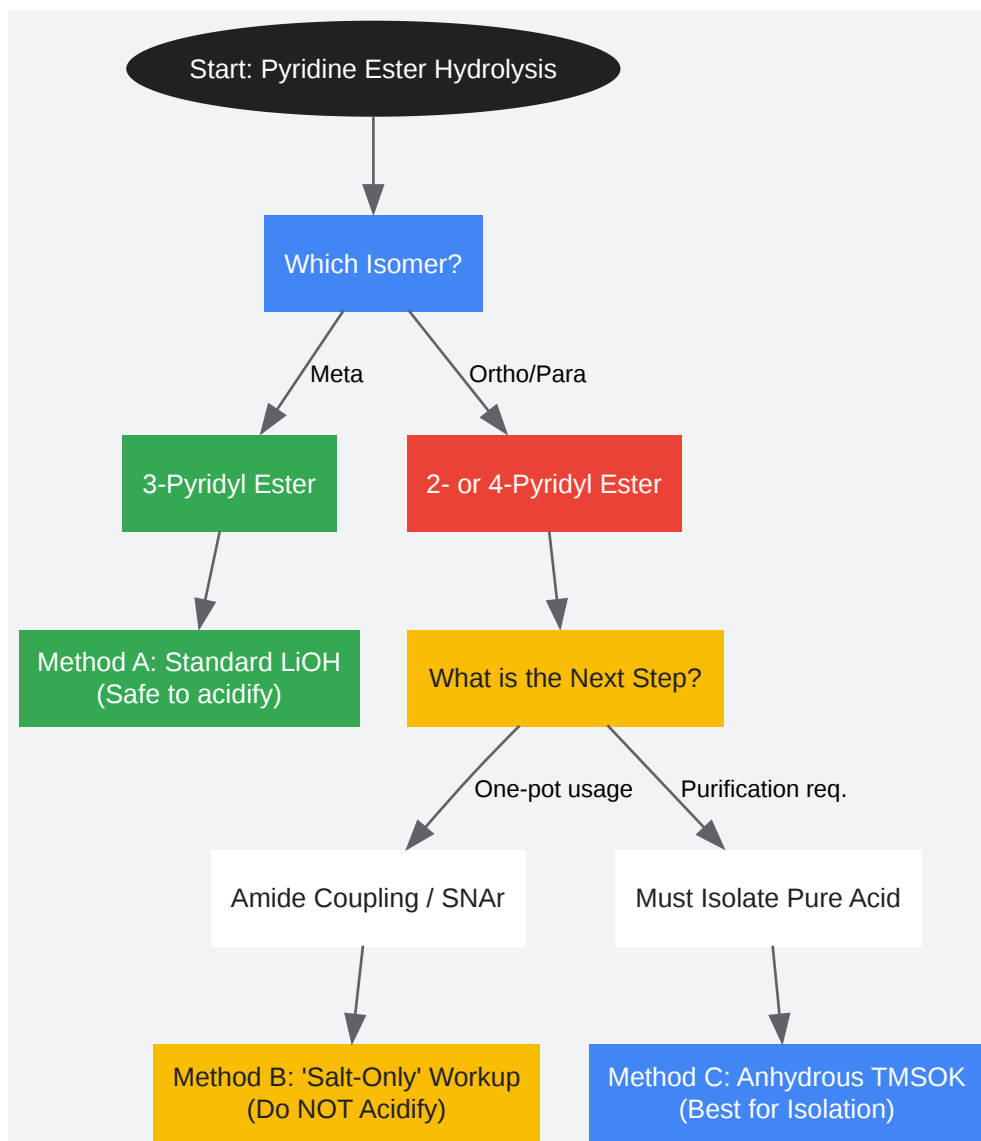 Start: Pyridine Ester Hydrolysis
Which Isomer?
Meta
Ortho/Para
3-Pyridyl Ester
2- or 4-Pyridyl Ester
Method A: Standard LiOH
(Safe to acidify)
What is the Next Step?
One-pot usage
Purification req.
Amide Coupling / SNAr
Must Isolate Pure Acid
Method B: 'Salt-Only' Workup
(Do NOT Acidify)
Method C: Anhydrous TMSOK
(Best for Isolation)